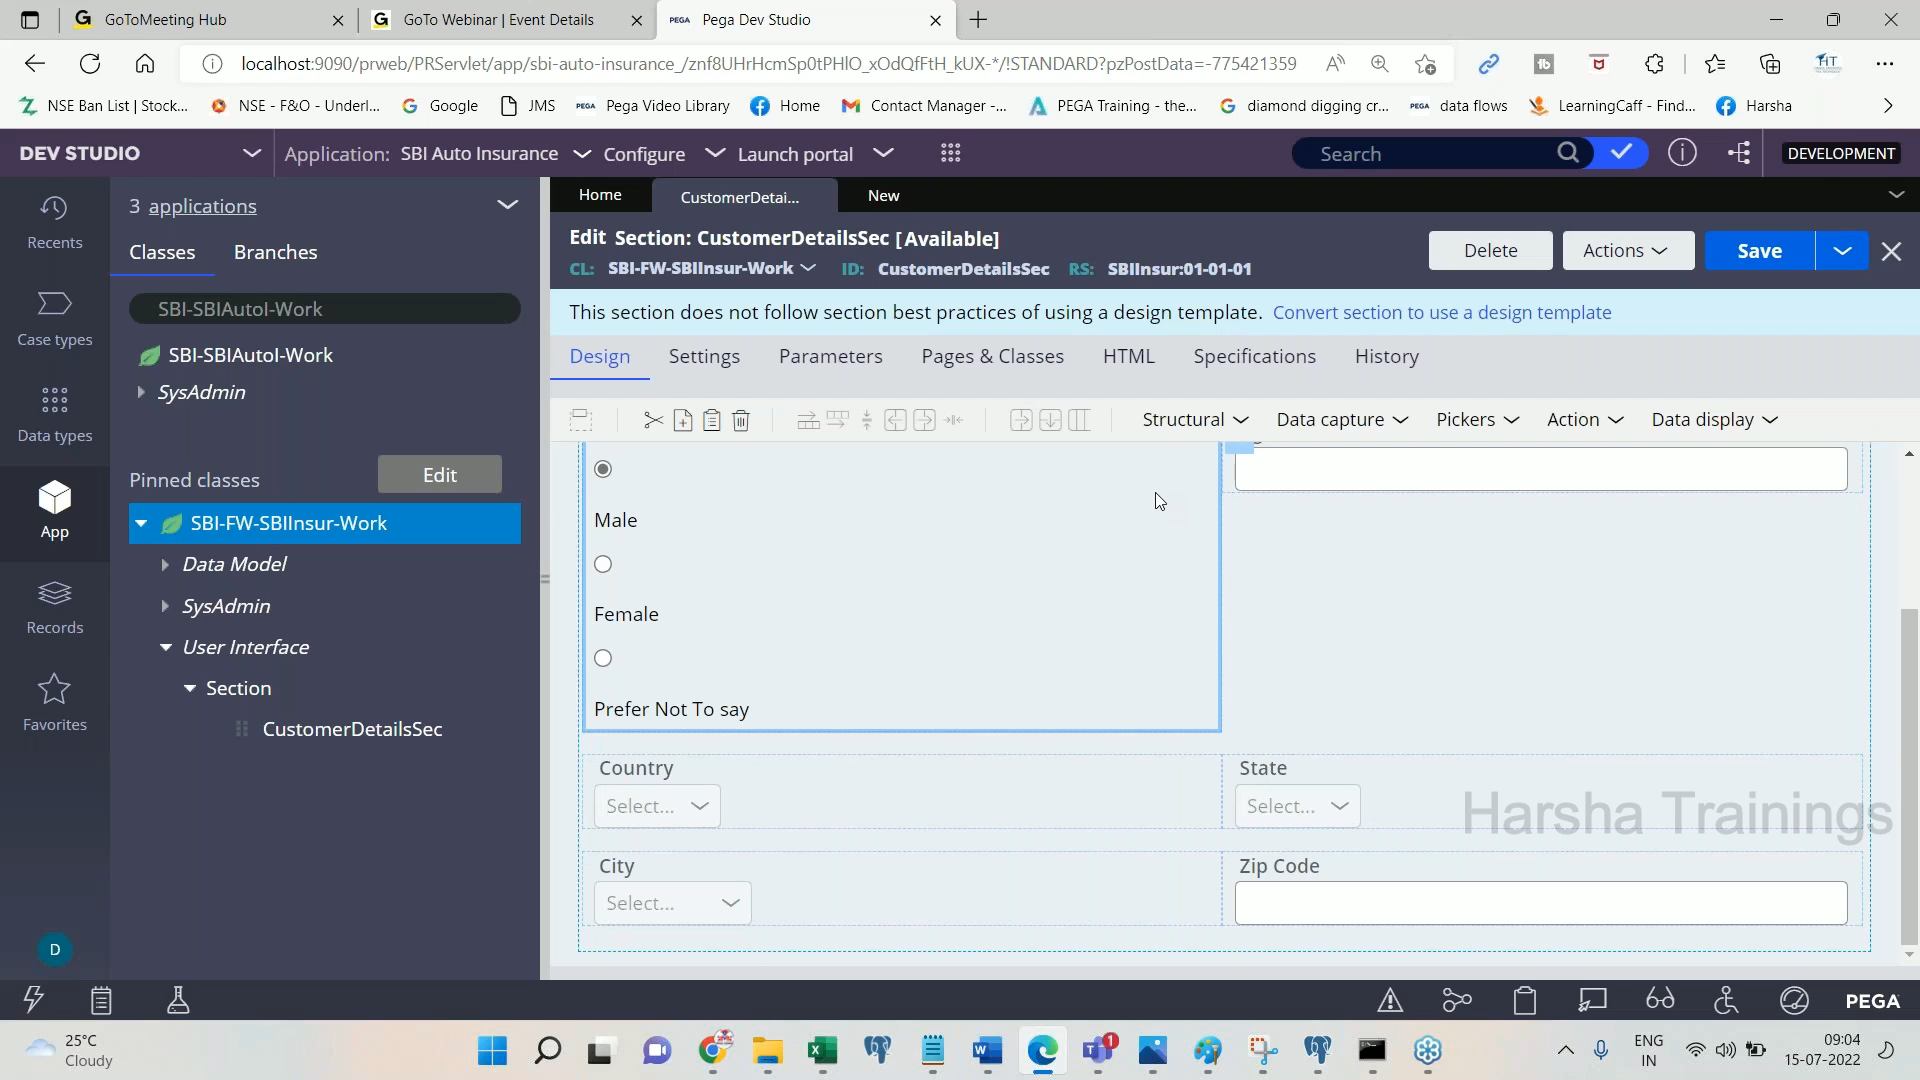 GoToMeeting Hub
GoTo Webinar | Event Details
PEGA Pega Dev Studio
localhost:9090/prweb/PRServlet/app/sbi-auto-insurance_/znf8UHrHcmSp0tPHlO_xOdQfFtH_kUX-*/!STANDARD?pzPostData=-775421359
NSE Ban List | Stock... NSE - F&O - Underl... Google JMS PEGA Pega Video Library Home Contact Manager -... PEGA Training - the... diamond digging cr... PEGA data flows LearningCaff - Find... Harsha
DEV STUDIO Application: SBI Auto Insurance Configure Launch portal Search DEVELOPMENT
Recents
Case types
Data types
App
Records
Favorites
D
3 applications
Classes Branches
SBI-SBIAutoI-Work
SBI-SBIAutoI-Work
SysAdmin
Pinned classes Edit
SBI-FW-SBIInsur-Work
Data Model
SysAdmin
User Interface
Section
CustomerDetailsSec
Home CustomerDetai... New
Edit Section: CustomerDetailsSec [Available]
CL: SBI-FW-SBIInsur-Work ID: CustomerDetailsSec RS: SBIInsur:01-01-01
Delete Actions Save
This section does not follow section best practices of using a design template. Convert section to use a design template
Design Settings Parameters Pages & Classes HTML Specifications History
Structural Data capture Pickers Action Data display
Male
Female
Prefer Not To say
Country State
Select... Select...
Harsha Trainings
City Zip Code
Select...
PEGA
25°C
Cloudy
1
ENG
IN
09:04
15-07-2022